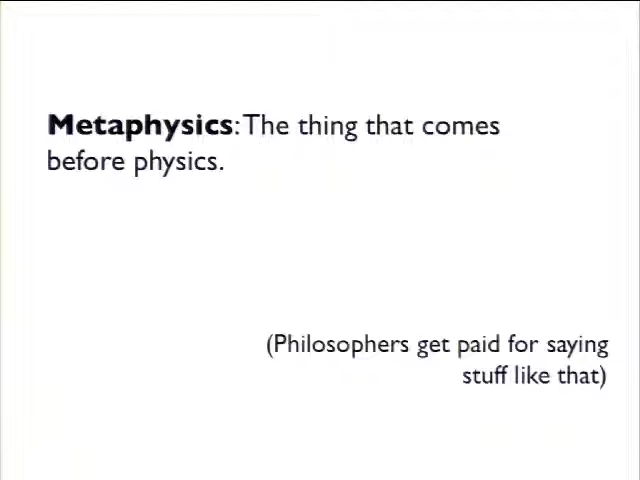 Metaphysics: The thing that comes
before physics.
(Philosophers get paid for saying
stuff like that)